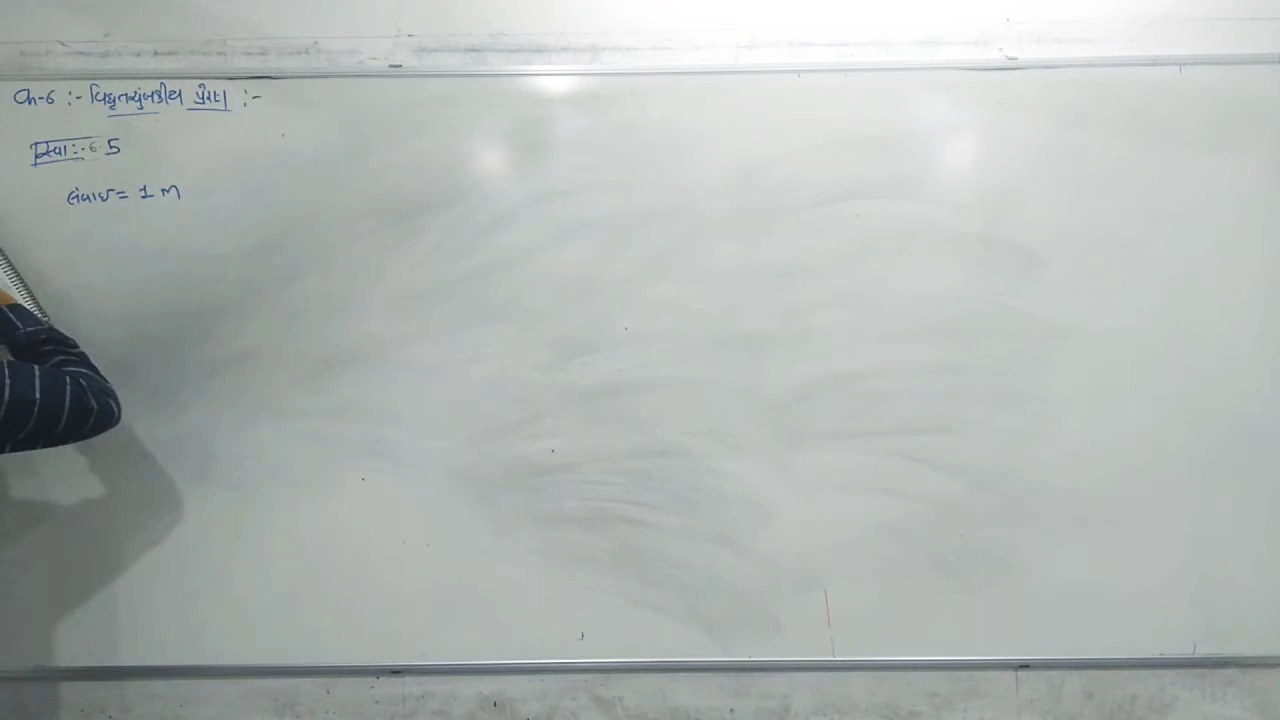 Ch-6 :- વિદ્યુતચુંબકીય પ્રેરણ :-
સ્વા :- 6.5
લંબાઈ = 1 m